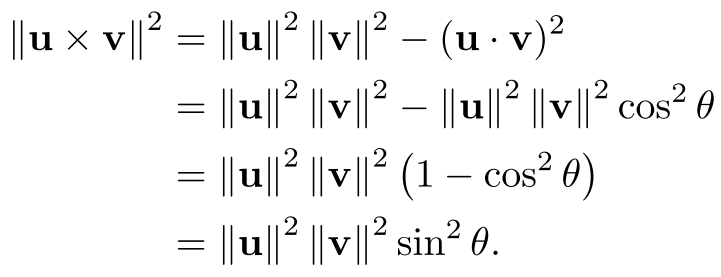 ‖𝐮 × 𝐯‖² = ‖𝐮‖² ‖𝐯‖² − (𝐮 · 𝐯)²
= ‖𝐮‖² ‖𝐯‖² − ‖𝐮‖² ‖𝐯‖² cos² θ
= ‖𝐮‖² ‖𝐯‖² (1 − cos² θ)
= ‖𝐮‖² ‖𝐯‖² sin² θ.